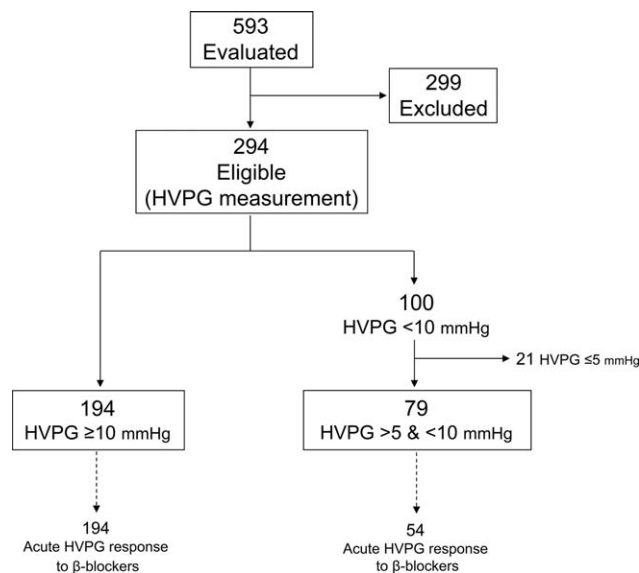 593
Evaluated
299
Excluded
294
Eligible
(HVPG measurement)
100
HVPG <10 mmHg
21 HVPG ≤5 mmHg
194
HVPG ≥10 mmHg
79
HVPG >5 & <10 mmHg
194
Acute HVPG response
to β-blockers
54
Acute HVPG response
to β-blockers